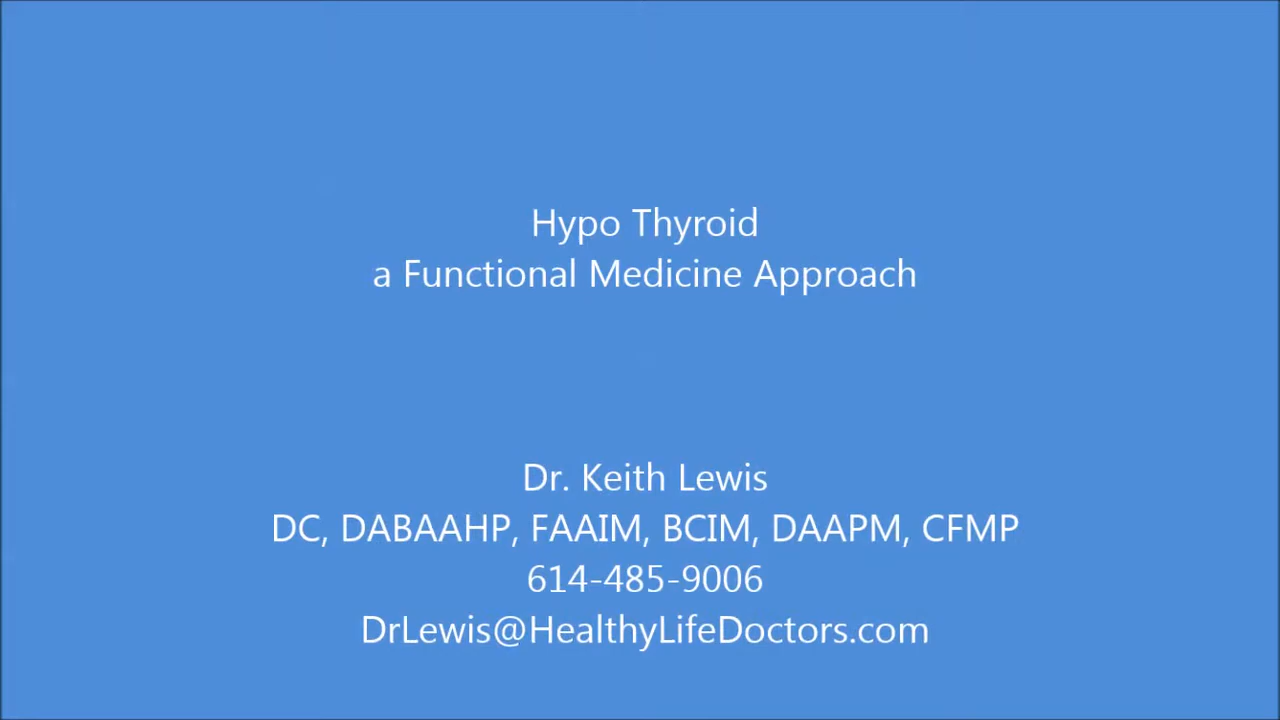 Hypo Thyroid
a Functional Medicine Approach
Dr. Keith Lewis
DC, DABAAHP, FAAIM, BCIM, DAAPM, CFMP
614-485-9006
DrLewis@HealthyLifeDoctors.com